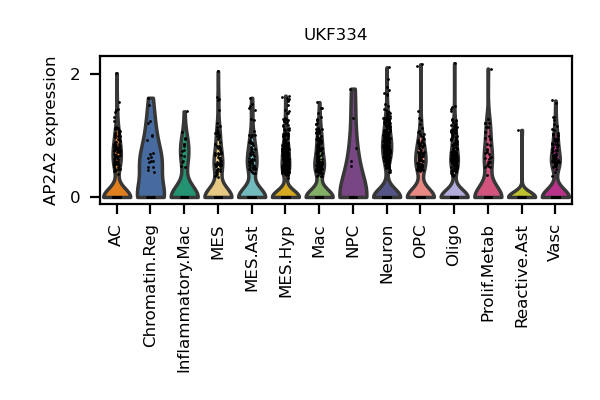 UKF334
AP2A2 expression
2
0
AC
Chromatin.Reg
Inflammatory.Mac
MES
MES.Ast
MES.Hyp
Mac
NPC
Neuron
OPC
Oligo
Prolif.Metab
Reactive.Ast
Vasc